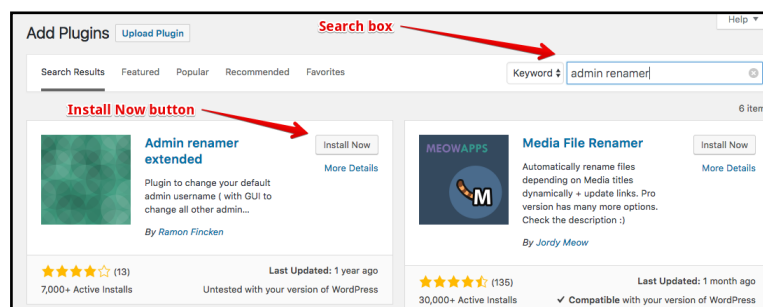 Help ▼
Search box
Add Plugins Upload Plugin
Search Results Featured Popular Recommended Favorites Keyword admin renamer
Install Now button
6 item
Admin renamer
extended
Install Now
More Details
Plugin to change your default
admin username ( with GUI to
change all other admin...
By Ramon Fincken
(13)
Last Updated: 1 year ago
7,000+ Active Installs
Untested with your version of WordPress
MEOWAPPS
M
Media File Renamer
Install Now
More Details
Automatically rename files
depending on Media titles
dynamically + update links. Pro
version has many more options.
Check the description :)
By Jordy Meow
(135)
Last Updated: 1 month ago
30,000+ Active Installs
✓ Compatible with your version of WordPress